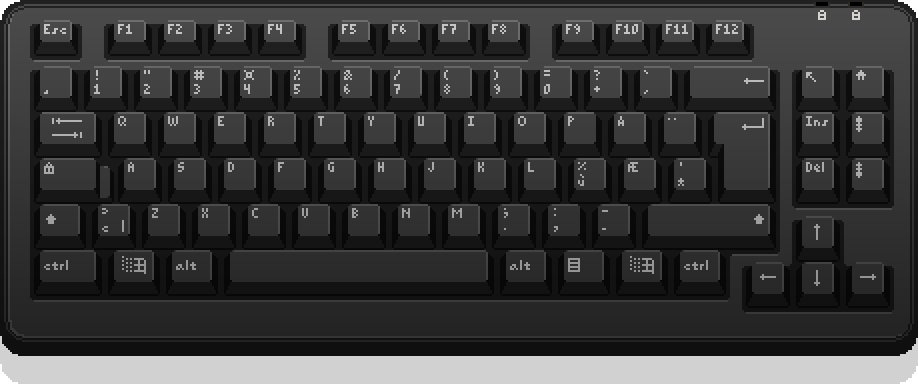 Esc F1 F2 F3 F4 F5 F6 F7 F8 F9 F10 F11 F12
! " # ¤ % & / ( ) = ? `
. 1 2 3 4 5 6 7 8 9 0 + ,
Q W E R T Y U I O P A ¨ Ins
A S D F G H J K L Æ ' Del
*
> Z X C V B N M ; : -
< | . , -
ctrl alt alt ctrl